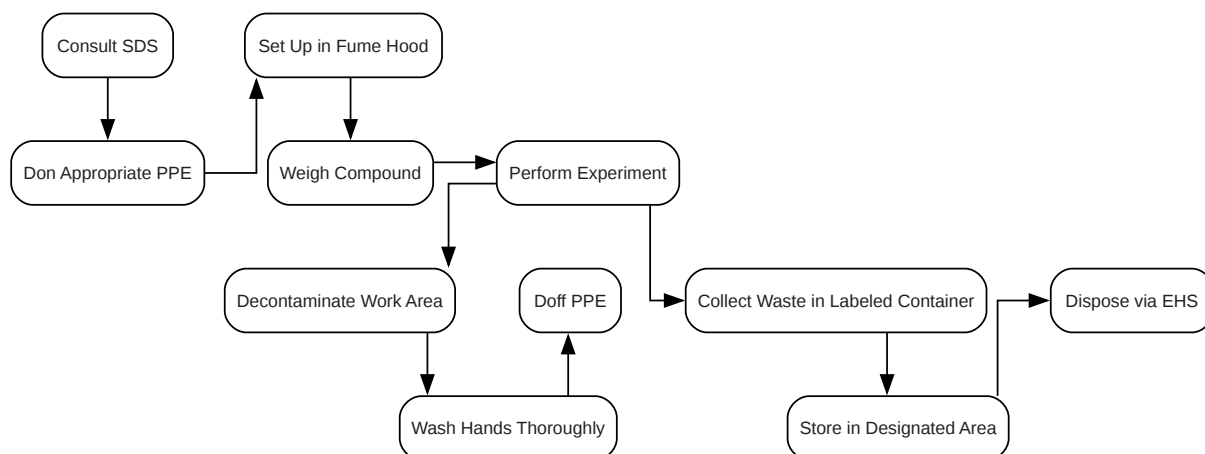 Consult SDS
Set Up in Fume Hood
Don Appropriate PPE
Weigh Compound
Perform Experiment
Decontaminate Work Area
Doff PPE
Collect Waste in Labeled Container
Dispose via EHS
Wash Hands Thoroughly
Store in Designated Area